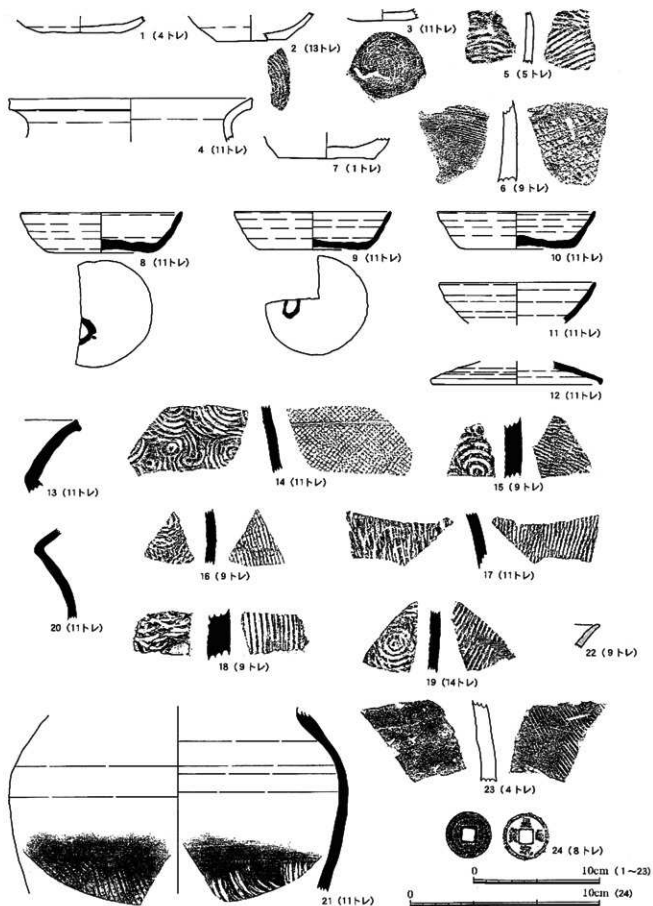 1 (4トレ)
2 (13トレ)
3 (11トレ)
5 (5トレ)
4 (11トレ)
7 (1トレ)
6 (9トレ)
8 (11トレ)
9 (11トレ)
10 (11トレ)
11 (11トレ)
12 (11トレ)
13 (11トレ)
14 (11トレ)
15 (9トレ)
16 (9トレ)
17 (11トレ)
20 (11トレ)
18 (9トレ)
19 (14トレ)
22 (9トレ)
23 (4トレ)
24 (8トレ)
21 (11トレ)
0 10cm (1~23)
0 10cm (24)